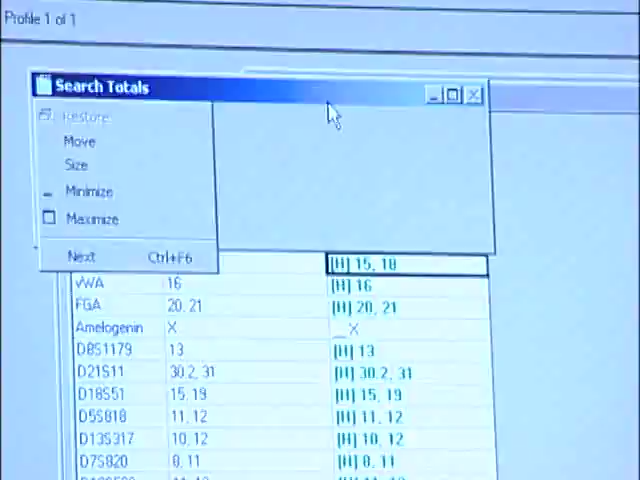 Profile 1 of 1
Search Totals
Restore
Move
Size
Minimize
Maximize
Next Ctrl+F6
[H] 15, 18
vWA 16 [H] 16
FGA 20, 21 [H] 20, 21
Amelogenin X __X
D8S1179 13 [H] 13
D21S11 30.2, 31 [H] 30.2, 31
D18S51 15, 19 [H] 15, 19
D5S818 11, 12 [H] 11, 12
D13S317 10, 12 [H] 10, 12
D7S820 8, 11 [H] 8, 11